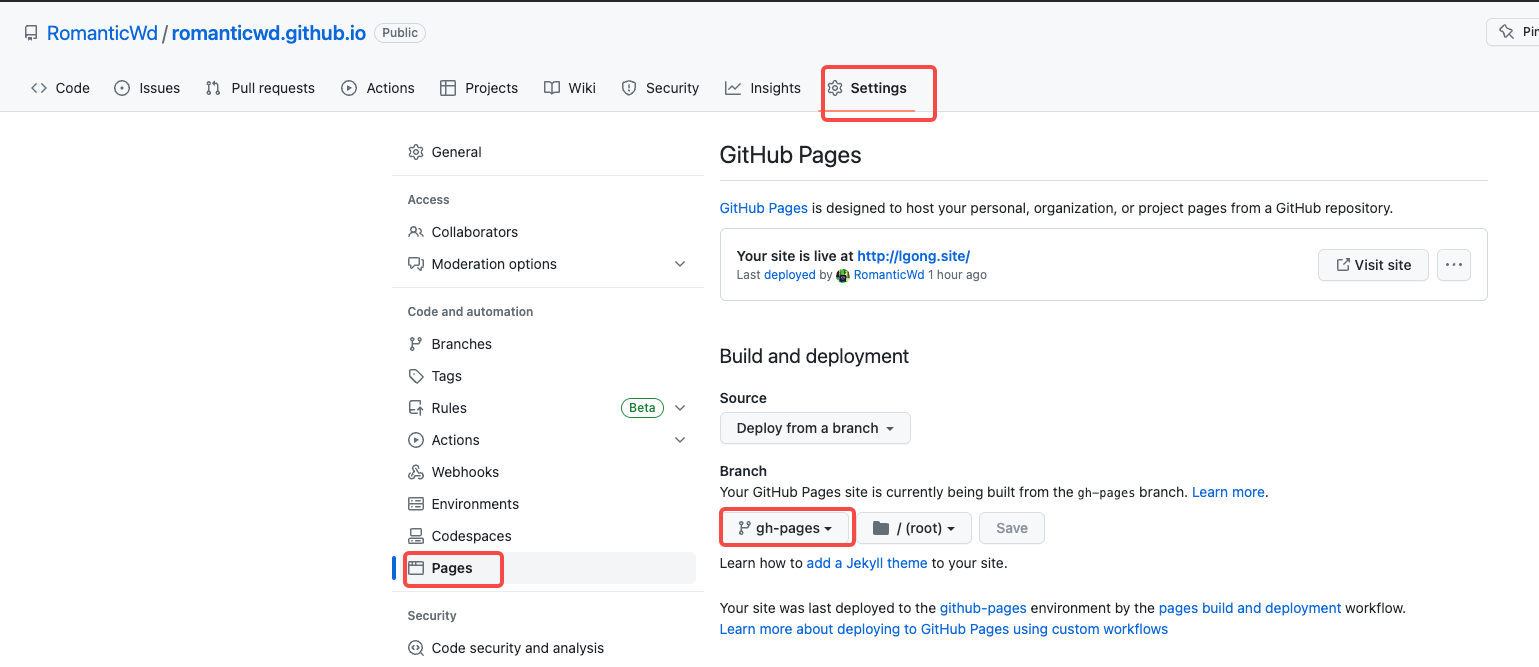 RomanticWd / romanticwd.github.io Public
Code Issues Pull requests Actions Projects Wiki Security Insights Settings
General
Access
Collaborators
Moderation options
Code and automation
Branches
Tags
Rules Beta
Actions
Webhooks
Environments
Codespaces
Pages
Security
Code security and analysis
GitHub Pages
GitHub Pages is designed to host your personal, organization, or project pages from a GitHub repository.
Your site is live at http://lgong.site/
Last deployed by RomanticWd 1 hour ago
Visit site
Build and deployment
Source
Deploy from a branch
Branch
Your GitHub Pages site is currently being built from the gh-pages branch. Learn more.
gh-pages / (root) Save
Learn how to add a Jekyll theme to your site.
Your site was last deployed to the github-pages environment by the pages build and deployment workflow.
Learn more about deploying to GitHub Pages using custom workflows